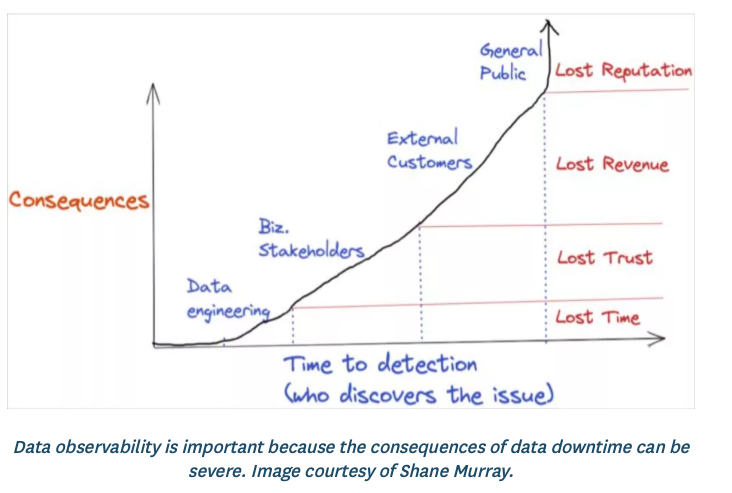 General
Public
Lost Reputation
External
Customers
Lost Revenue
Consequences
Biz.
Stakeholders
Lost Trust
Data
engineering
Lost Time
Time to detection
(who discovers the issue)
Data observability is important because the consequences of data downtime can be
severe. Image courtesy of Shane Murray.